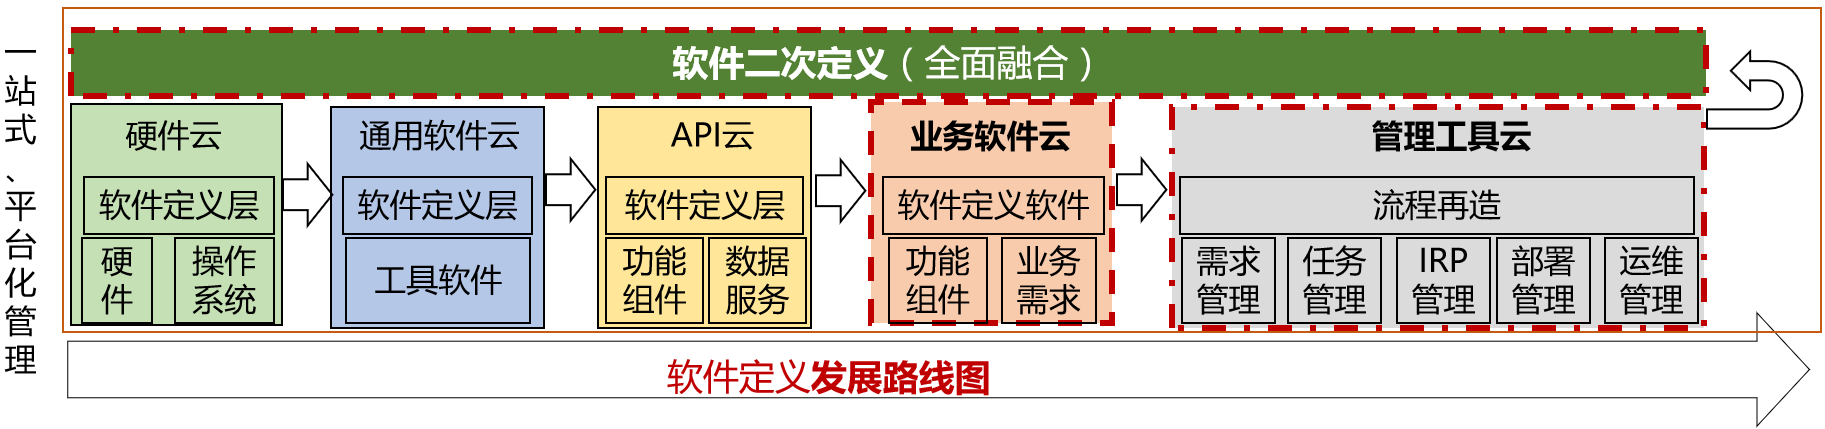 一站式、平台化管理
软件二次定义（全面融合）
硬件云
软件定义层
硬件
操作系统
通用软件云
软件定义层
工具软件
API云
软件定义层
功能组件
数据服务
业务软件云
软件定义软件
功能组件
业务需求
管理工具云
流程再造
需求管理
任务管理
IRP管理
部署管理
运维管理
软件定义发展路线图